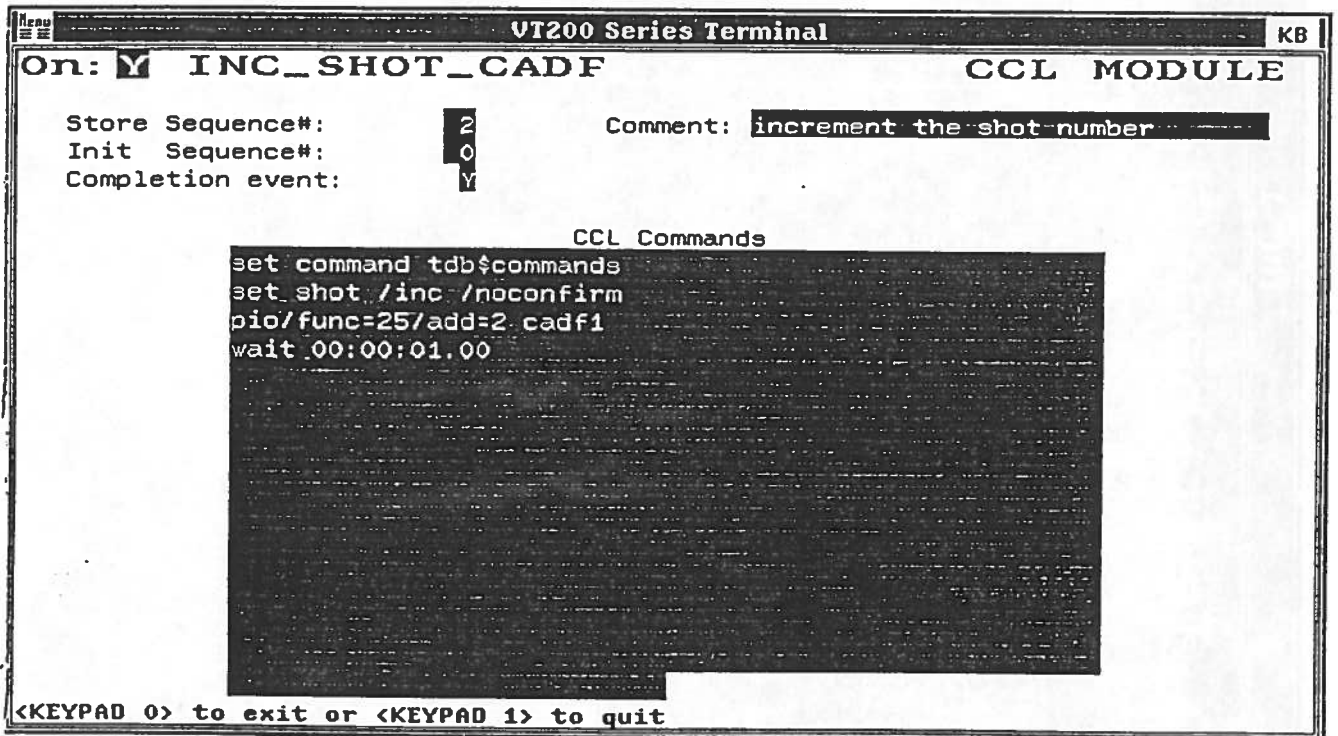 Menu VT200 Series Terminal KB
On: Y INC_SHOT_CADF CCL MODULE
Store Sequence#: 2 Comment: increment the shot number
Init Sequence#: 0
Completion event: Y
CCL Commands
set command tdb$commands
set shot /inc /noconfirm
pio/func=25/add=2 cadf1
wait 00:00:01.00
<KEYPAD 0> to exit or <KEYPAD 1> to quit